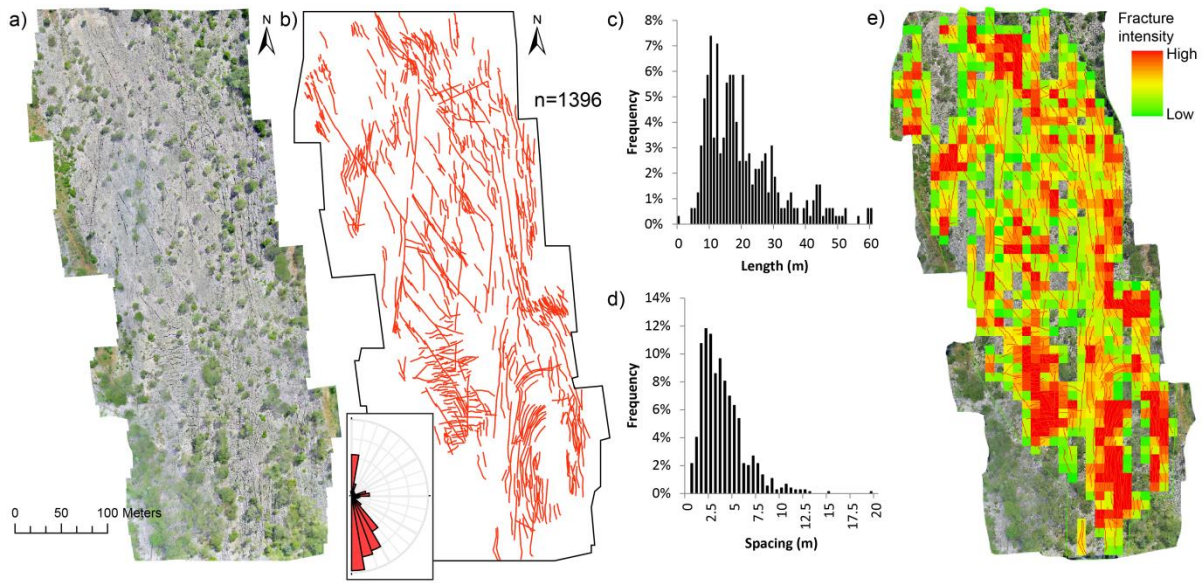 a)
N
0 50 100 Meters
b)
N
n=1396
c)
8%
7%
6%
5%
4%
3%
2%
1%
0%
Frequency
0 10 20 30 40 50 60
Length (m)
d)
14%
12%
10%
8%
6%
4%
2%
0%
Frequency
0 2.5 5 7.5 10 12.5 15 17.5 20
Spacing (m)
e)
Fracture
intensity
High
Low